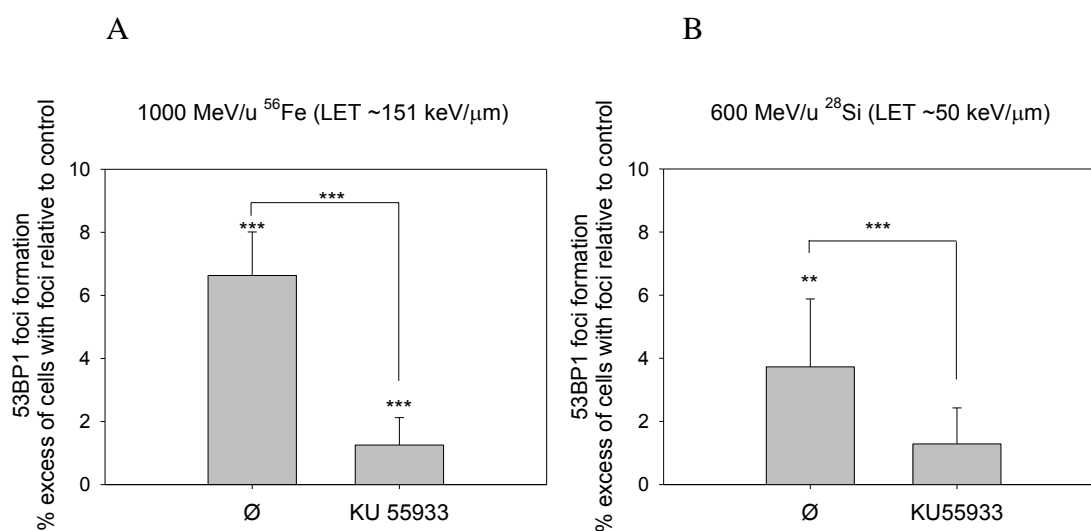 A
1000 MeV/u ⁵⁶Fe (LET ~151 keV/μm)
53BP1 foci formation
% excess of cells with foci relative to control
10
8
6
4
2
0
***
***
***
Ø
KU 55933
B
600 MeV/u ²⁸Si (LET ~50 keV/μm)
53BP1 foci formation
% excess of cells with foci relative to control
10
8
6
4
2
0
***
**
Ø
KU55933